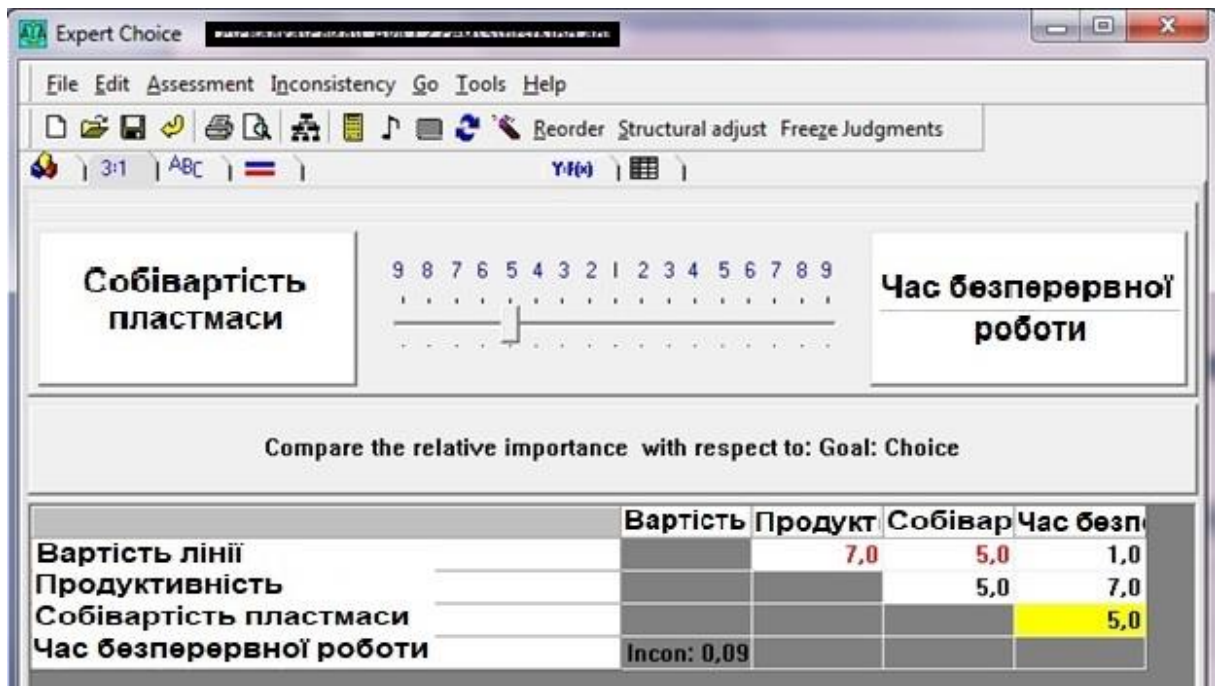 Expert Choice
File Edit Assessment Inconsistency Go Tools Help
Reorder Structural adjust Freeze Judgments
3:1 ABC Y=F(x)
9 8 7 6 5 4 3 2 1 2 3 4 5 6 7 8 9
Собівартість
пластмаси
Час безперервної
роботи
Compare the relative importance with respect to: Goal: Choice
Вартість Продукт Собівар Час безп
Вартість лінії 7,0 5,0 1,0
Продуктивність 5,0 7,0
Собівартість пластмаси 5,0
Час безперервної роботи Incon: 0,09